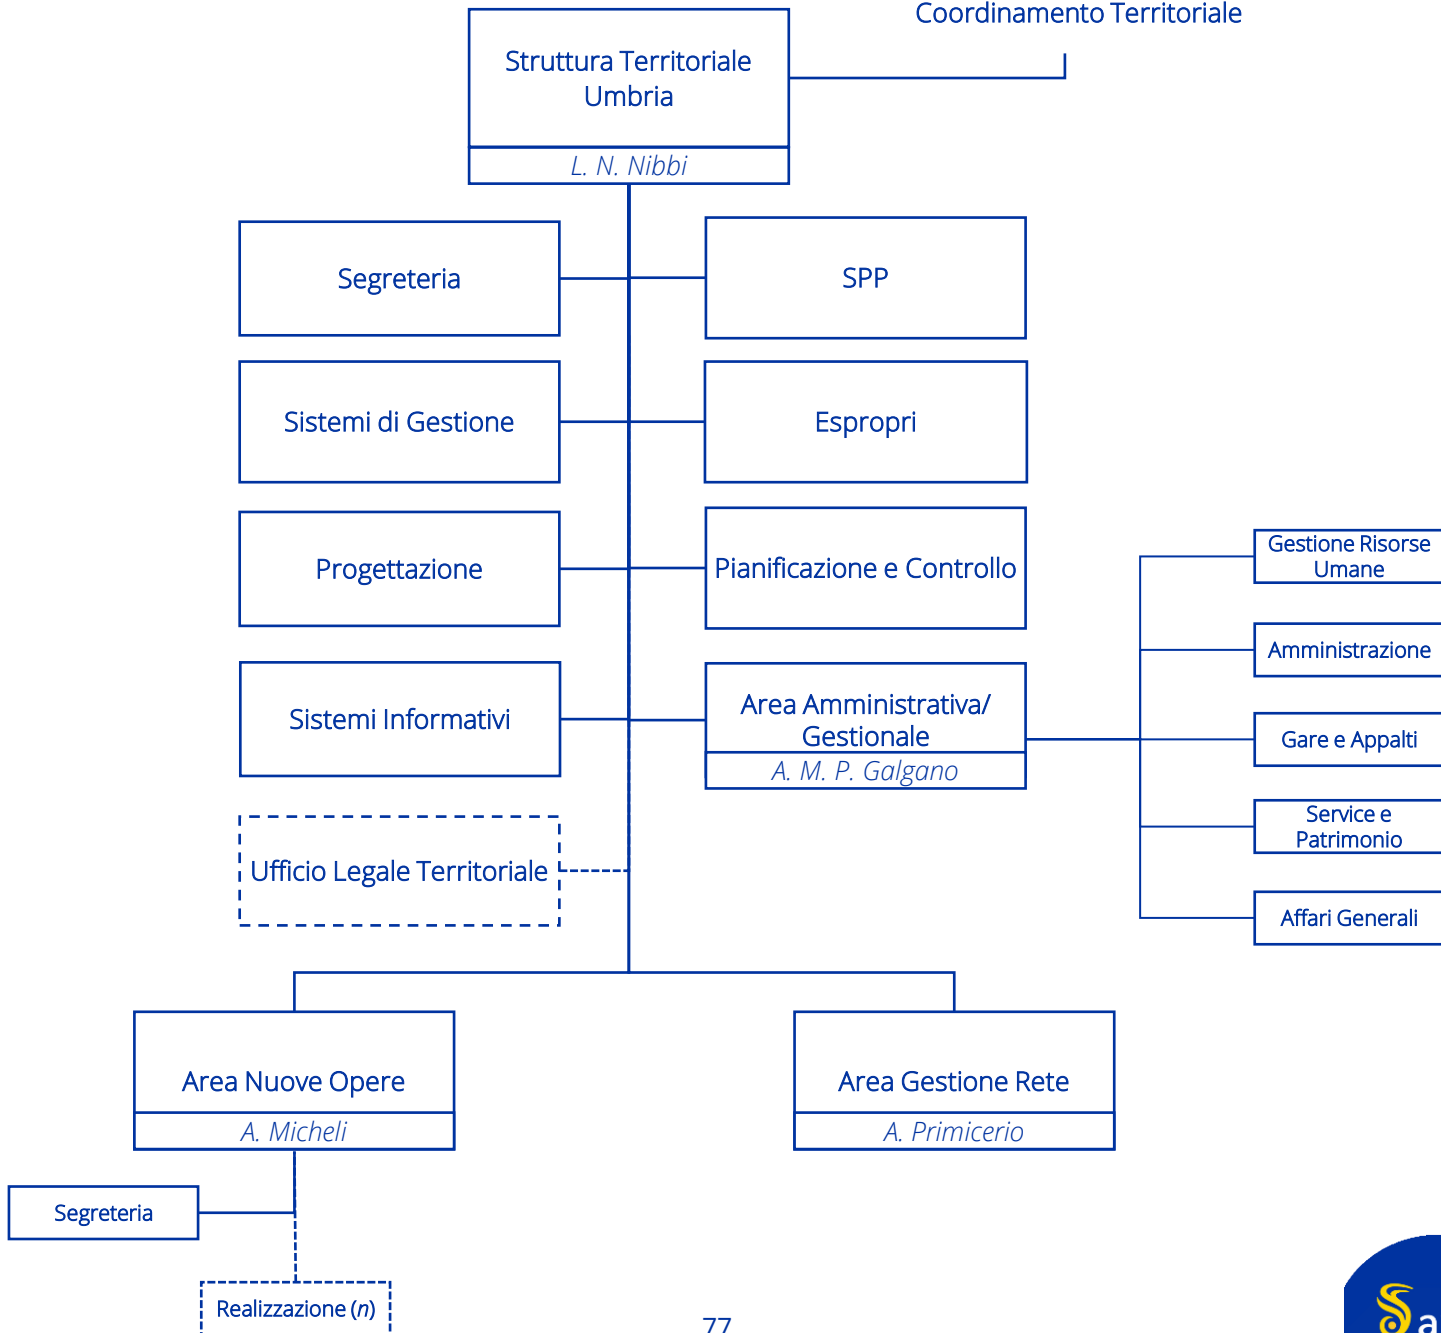 Coordinamento Territoriale
Struttura Territoriale
Umbria
L. N. Nibbi
Segreteria
SPP
Sistemi di Gestione
Espropri
Progettazione
Pianificazione e Controllo
Gestione Risorse
Umane
Amministrazione
Sistemi Informativi
Area Amministrativa/
Gestionale
A. M. P. Galgano
Gare e Appalti
Service e
Patrimonio
Ufficio Legale Territoriale
Affari Generali
Area Nuove Opere
A. Micheli
Area Gestione Rete
A. Primicerio
Segreteria
Realizzazione (n)
77
a